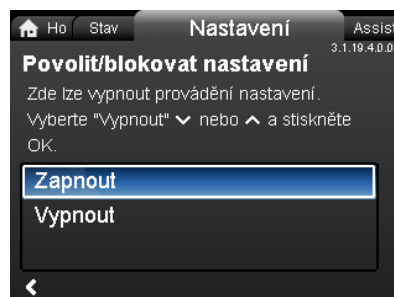 Ho Stav Nastavení Assist
3.1.19.4.0.0
Povolit/blokovat nastavení
Zde lze vypnout provádění nastavení.
Vyberte "Vypnout" nebo a stiskněte
OK.
Zapnout
Vypnout